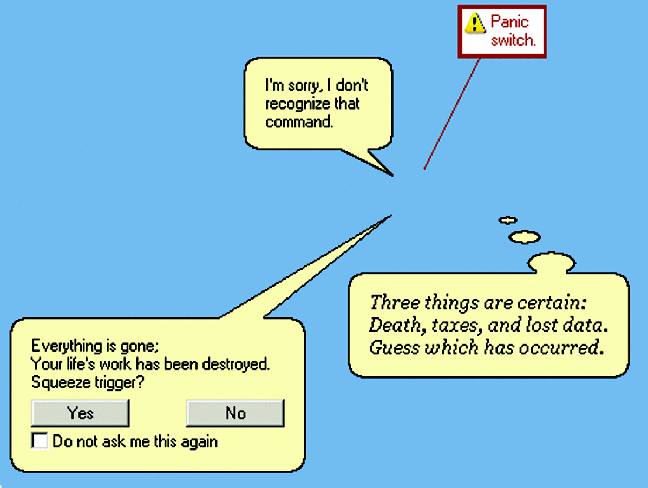 Panic
switch.
I'm sorry, I don't
recognize that
command.
Three things are certain:
Death, taxes, and lost data.
Guess which has occurred.
Everything is gone;
Your life's work has been destroyed.
Squeeze trigger?
Yes
No
Do not ask me this again